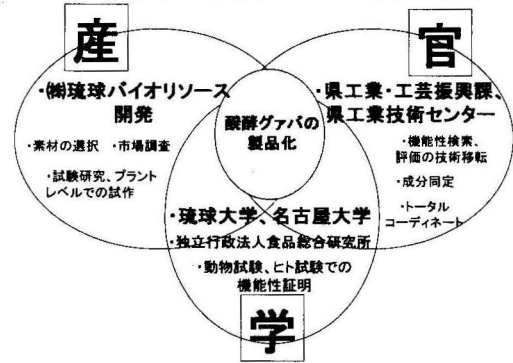 産
・㈱琉球バイオリソース
開発
・素材の選択 ・市場調査
・試験研究、プラント
レベルでの試作
醗酵グァバの
製品化
官
・県工業・工芸振興課、
県工業技術センター
・機能性検索、
評価の技術移転
・成分同定
・トータル
コーディネート
・琉球大学、名古屋大学
・独立行政法人食品総合研究所
・動物試験、ヒト試験での
機能性証明
学